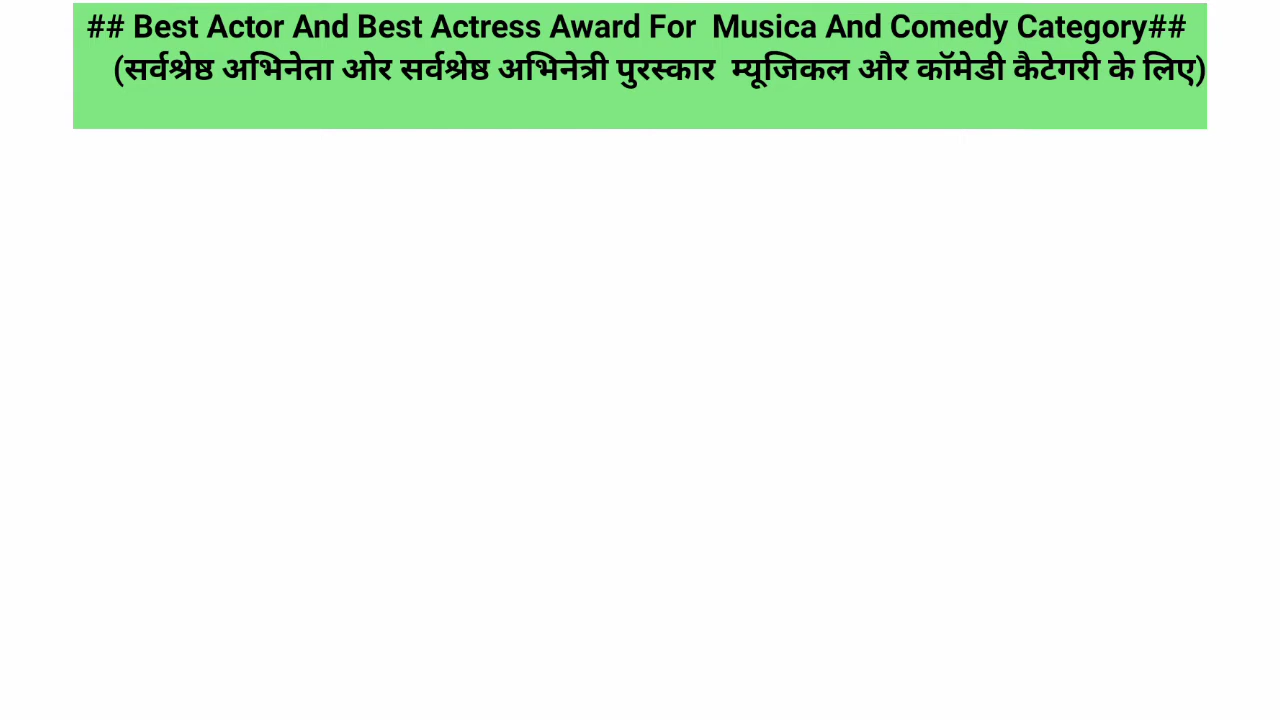 ## Best Actor And Best Actress Award For  Musica And Comedy Category##
(सर्वश्रेष्ठ अभिनेता ओर सर्वश्रेष्ठ अभिनेत्री पुरस्कार  म्यूजिकल और कॉमेडी कैटेगरी के लिए)